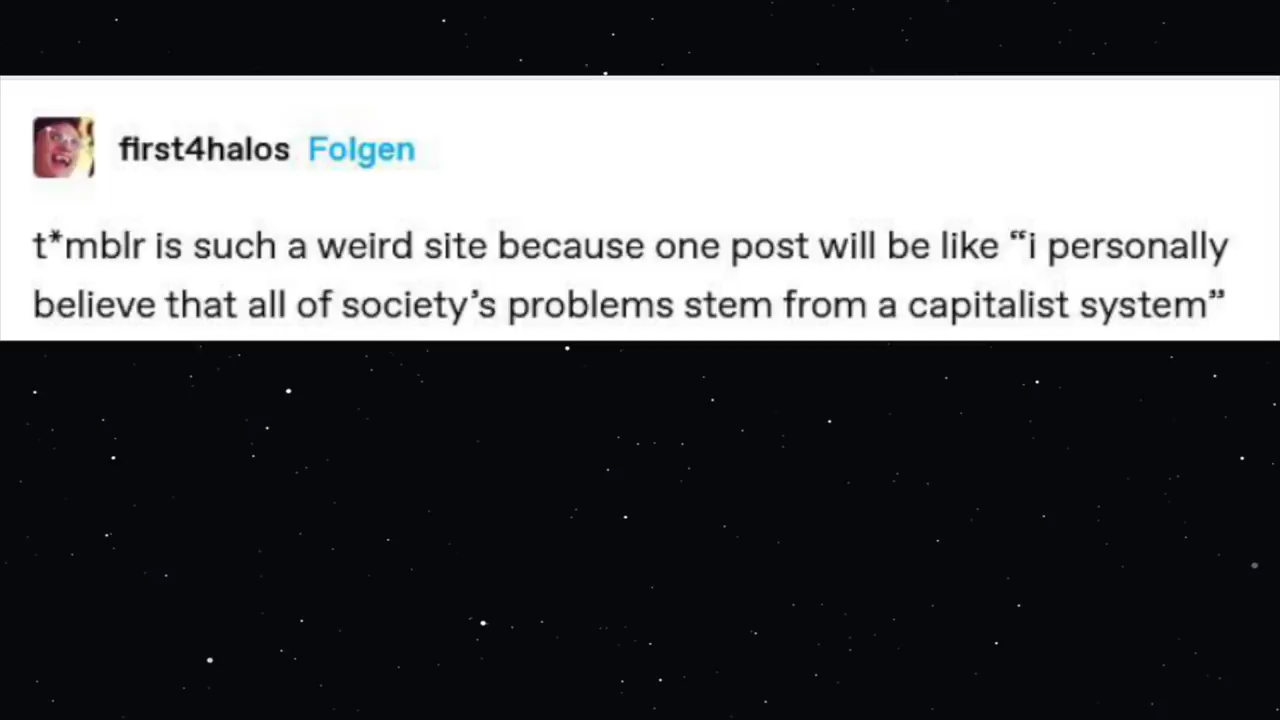 first4halos Folgen
t*mblr is such a weird site because one post will be like “i personally
believe that all of society’s problems stem from a capitalist system”